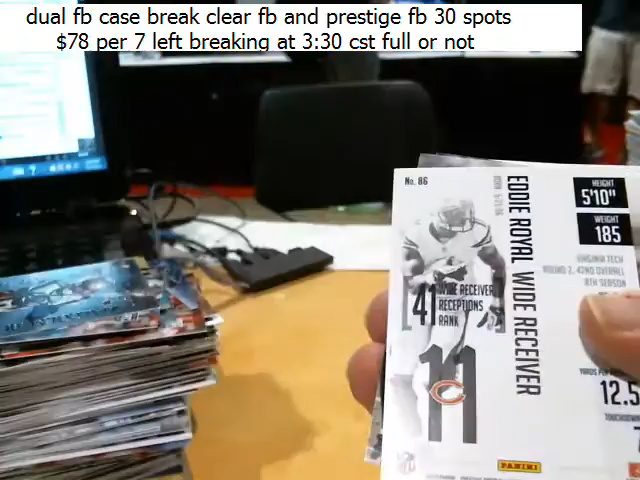 dual fb case break clear fb and prestige fb 30 spots
$78 per 7 left breaking at 3:30 cst full or not
No. 86
EDDIE ROYAL WIDE RECEIVER
HEIGHT
5'10"
WEIGHT
185
VIRGINIA TECH
ROUND 2, 42ND OVERALL
8TH SEASON
41
WIDE RECEIVER
RECEPTIONS
RANK
11
12.5
PANINI